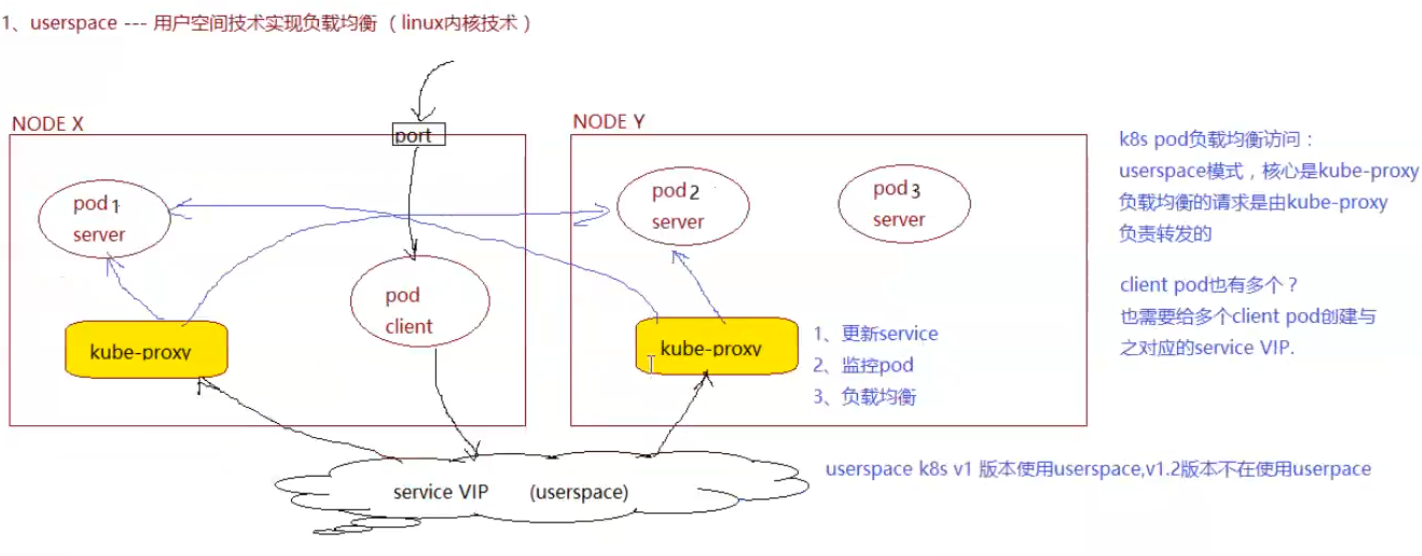 1、userspace --- 用户空间技术实现负载均衡 （ linux内核技术 ）
NODE X
port
pod 1
server
pod
client
kube-proxy
NODE Y
pod 2
server
pod 3
server
kube-proxy
1、更新service
2、监控pod
3、负载均衡
k8s pod负载均衡访问：
userspace模式，核心是kube-proxy
负载均衡的请求是由kube-proxy
负责转发的
client pod也有多个？
也需要给多个client pod创建与
之对应的service VIP.
service VIP (userspace)
userspace k8s v1 版本使用userspace,v1.2版本不在使用userpace